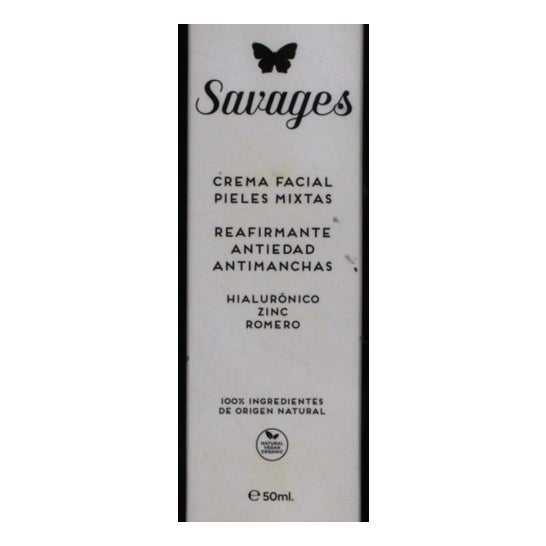 Savages
CREMA FACIAL
PIELES MIXTAS
REAFIRMANTE
ANTIEDAD
ANTIMANCHAS
HIALURÓNICO
ZINC
ROMERO
100% INGREDIENTES
DE ORIGEN NATURAL
NATURAL
VEGAN
ORGANIC
℮ 50ml.